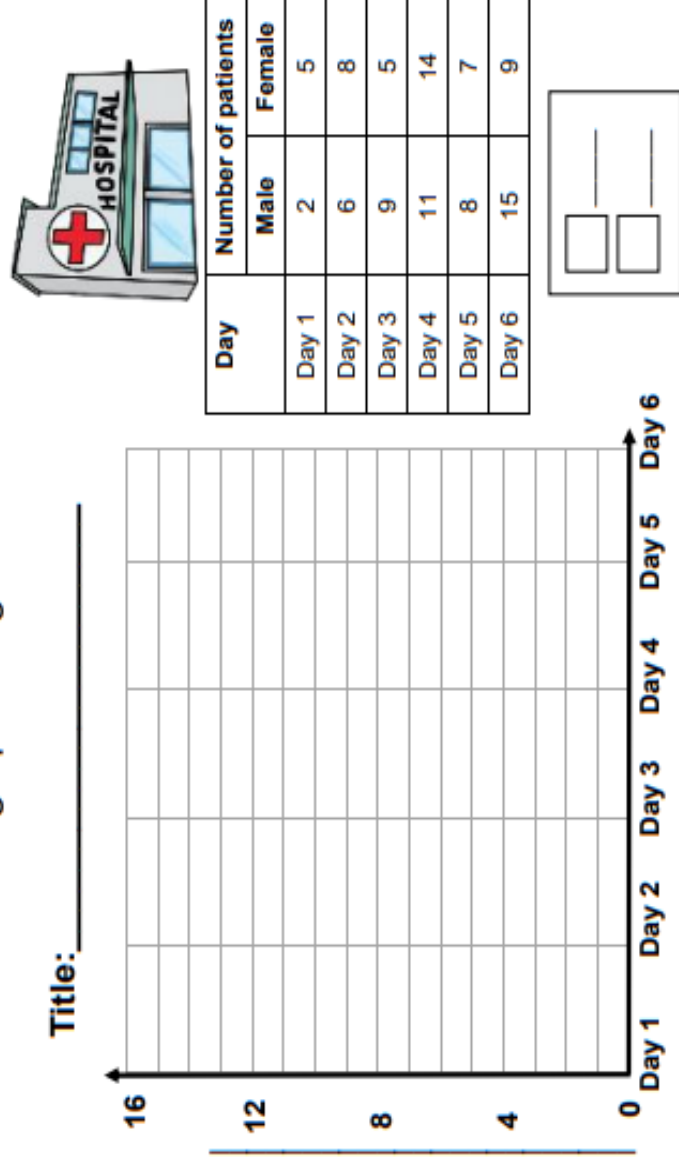 Title:
16
12
8
4
0
Day 1 Day 2 Day 3 Day 4 Day 5 Day 6
HOSPITAL
Day Number of patients
Male Female
Day 1 2 5
Day 2 6 8
Day 3 9 5
Day 4 11 14
Day 5 8 7
Day 6 15 9